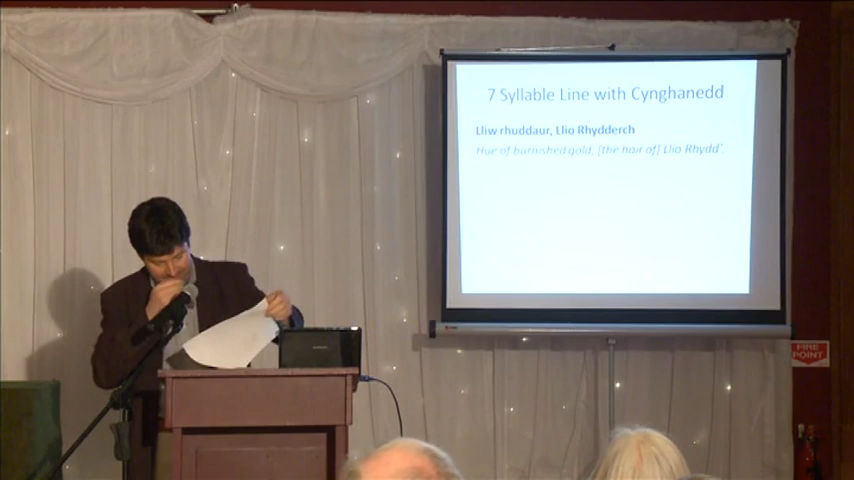 7 Syllable Line with Cynghanedd
Lliw rhuddaur, Llio Rhydderch
Hue of burnished gold, [the hair of] Llio Rhydd'.
FIRE
POINT